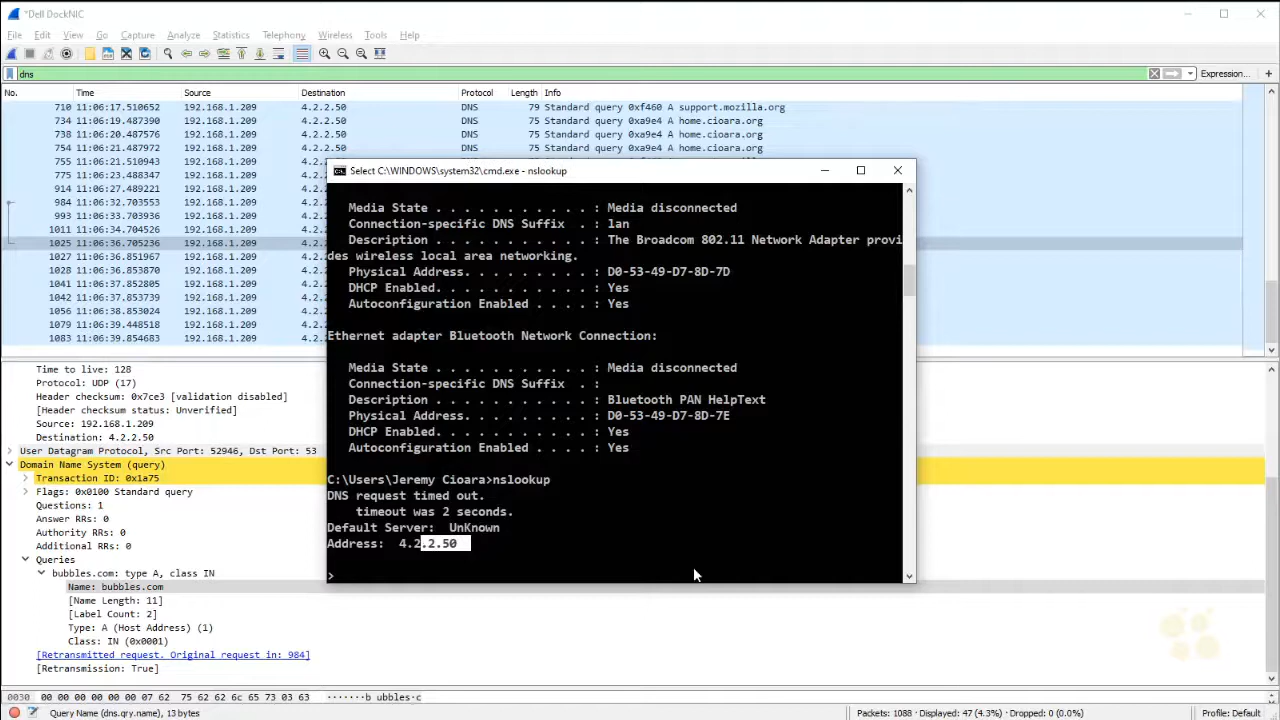 *Dell DockNIC
File Edit View Go Capture Analyze Statistics Telephony Wireless Tools Help
dns
Expression... +
No. Time Source Destination Protocol Length Info
710 11:06:17.510652 192.168.1.209 4.2.2.50 DNS 79 Standard query 0xf460 A support.mozilla.org
734 11:06:19.487390 192.168.1.209 4.2.2.50 DNS 75 Standard query 0xa9e4 A home.cioara.org
738 11:06:20.487576 192.168.1.209 4.2.2.50 DNS 75 Standard query 0xa9e4 A home.cioara.org
754 11:06:21.487972 192.168.1.209 4.2.2.50 DNS 75 Standard query 0xa9e4 A home.cioara.org
755 11:06:21.510943 192.168.1.209 4.2.2.
775 11:06:23.488347 192.168.1.209 4.2.2.
914 11:06:27.489221 192.168.1.209 4.2.2.
984 11:06:32.703553 192.168.1.209 4.2.2.
993 11:06:33.703936 192.168.1.209 4.2.2.
1011 11:06:34.704526 192.168.1.209 4.2.2.
1025 11:06:36.705236 192.168.1.209 4.2.2.
1027 11:06:36.851967 192.168.1.209 4.2.2.
1028 11:06:36.853870 192.168.1.209 4.2.2.
1041 11:06:37.852805 192.168.1.209 4.2.2.
1042 11:06:37.853739 192.168.1.209 4.2.2.
1056 11:06:38.853024 192.168.1.209 4.2.2.
1079 11:06:39.448518 192.168.1.209 4.2.2.
1083 11:06:39.854683 192.168.1.209 4.2.2.
Select C:\WINDOWS\system32\cmd.exe - nslookup
Media State . . . . . . . . . . . : Media disconnected
Connection-specific DNS Suffix . : lan
Description . . . . . . . . . . . : The Broadcom 802.11 Network Adapter provi
des wireless local area networking.
Physical Address. . . . . . . . . : D0-53-49-D7-8D-7D
DHCP Enabled. . . . . . . . . . . : Yes
Autoconfiguration Enabled . . . . : Yes
Ethernet adapter Bluetooth Network Connection:
Media State . . . . . . . . . . . : Media disconnected
Connection-specific DNS Suffix . :
Description . . . . . . . . . . . : Bluetooth PAN HelpText
Physical Address. . . . . . . . . : D0-53-49-D7-8D-7E
DHCP Enabled. . . . . . . . . . . : Yes
Autoconfiguration Enabled . . . . : Yes
C:\Users\Jeremy Cioara>nslookup
DNS request timed out.
timeout was 2 seconds.
Default Server: UnKnown
Address: 4.2.2.50
>
Time to live: 128
Protocol: UDP (17)
Header checksum: 0x7ce3 [validation disabled]
[Header checksum status: Unverified]
Source: 192.168.1.209
Destination: 4.2.2.50
User Datagram Protocol, Src Port: 52946, Dst Port: 53
Domain Name System (query)
Transaction ID: 0x1a75
Flags: 0x0100 Standard query
Questions: 1
Answer RRs: 0
Authority RRs: 0
Additional RRs: 0
Queries
bubbles.com: type A, class IN
Name: bubbles.com
[Name Length: 11]
[Label Count: 2]
Type: A (Host Address) (1)
Class: IN (0x0001)
[Retransmitted request. Original request in: 984]
[Retransmission: True]
0030 00 00 00 00 00 00 07 62 75 62 62 6c 65 73 03 63 ·······b ubbles·c
Query Name (dns.qry.name), 13 bytes
Packets: 1088 · Displayed: 47 (4.3%) · Dropped: 0 (0.0%)
Profile: Default